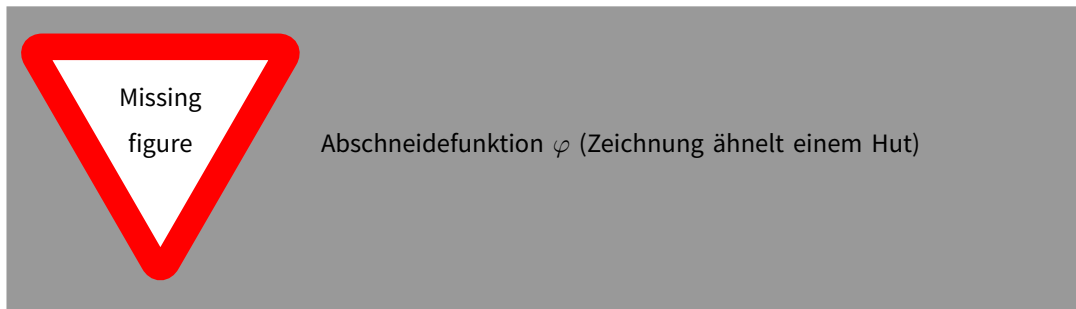 Missing
figure
Abschneidefunktion φ (Zeichnung ähnelt einem Hut)